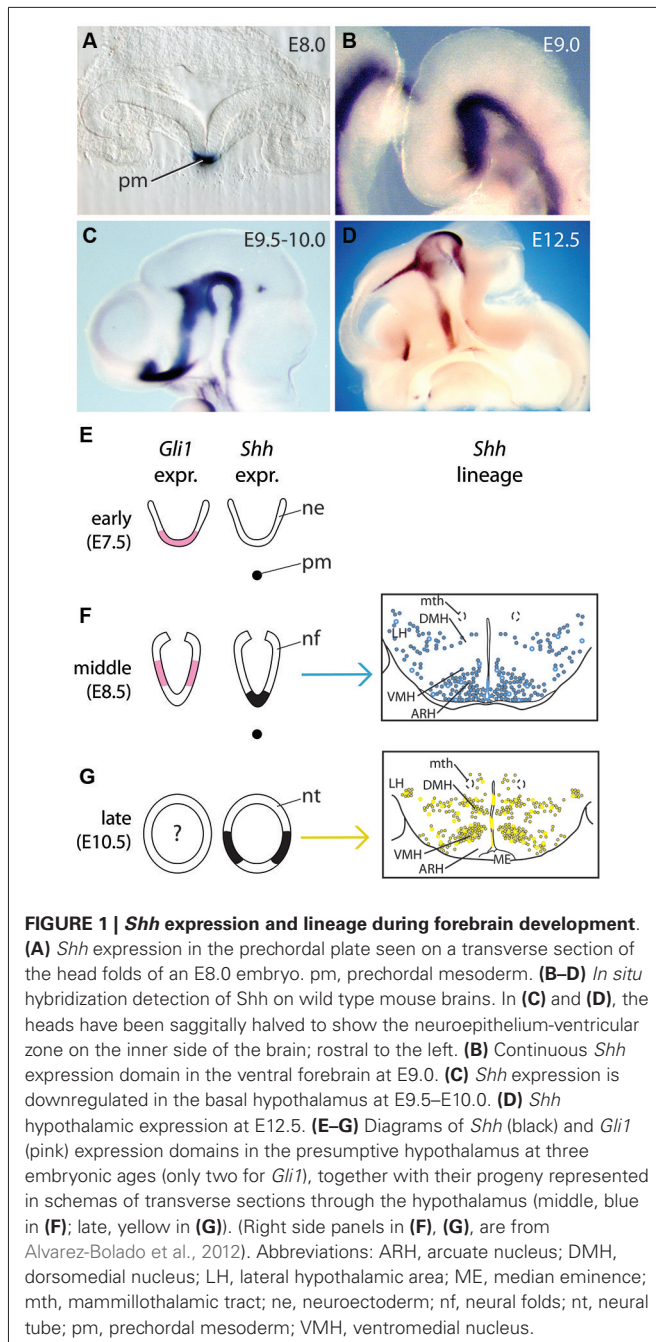 A
E8.0
pm
B
E9.0
C
E9.5-10.0
D
E12.5
E
Gli1 expr.
Shh expr.
Shh lineage
early (E7.5)
ne
pm
F
middle (E8.5)
nf
mth
DMH
LH
VMH
ARH
G
late (E10.5)
?
nt
mth
LH
DMH
VMH
ARH
ME
FIGURE 1 | Shh expression and lineage during forebrain development.
(A) Shh expression in the prechordal plate seen on a transverse section of
the head folds of an E8.0 embryo. pm, prechordal mesoderm. (B–D) In situ
hybridization detection of Shh on wild type mouse brains. In (C) and (D), the
heads have been saggitally halved to show the neuroepithelium-ventricular
zone on the inner side of the brain; rostral to the left. (B) Continuous Shh
expression domain in the ventral forebrain at E9.0. (C) Shh expression is
downregulated in the basal hypothalamus at E9.5–E10.0. (D) Shh
hypothalamic expression at E12.5. (E–G) Diagrams of Shh (black) and Gli1
(pink) expression domains in the presumptive hypothalamus at three
embryonic ages (only two for Gli1), together with their progeny represented
in schemas of transverse sections through the hypothalamus (middle, blue
in (F); late, yellow in (G)). (Right side panels in (F), (G), are from
Alvarez-Bolado et al., 2012). Abbreviations: ARH, arcuate nucleus; DMH,
dorsomedial nucleus; LH, lateral hypothalamic area; ME, median eminence;
mth, mammillothalamic tract; ne, neuroectoderm; nf, neural folds; nt, neural
tube; pm, prechordal mesoderm; VMH, ventromedial nucleus.